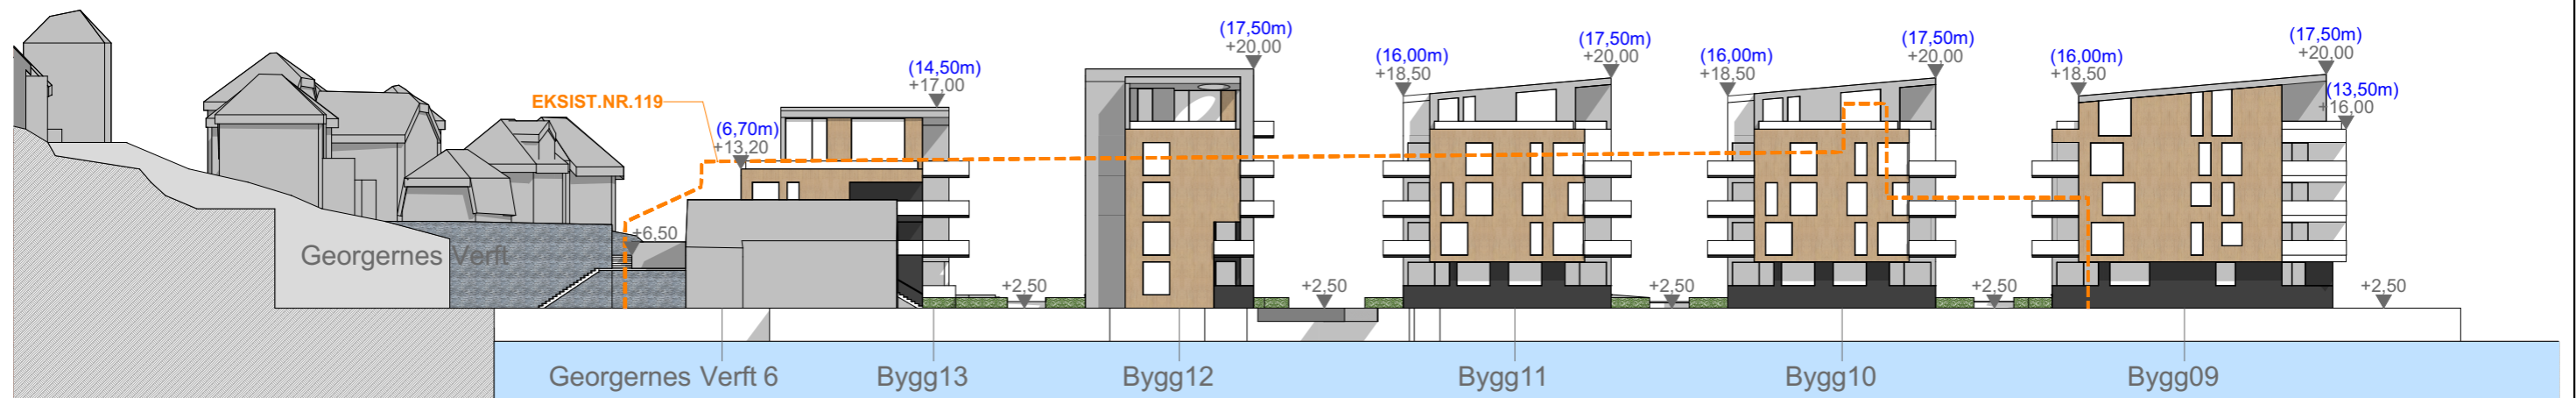 (17,50m)
+20,00
(14,50m)
+17,00
(16,00m)
+18,50
(17,50m)
+20,00
(16,00m)
+18,50
(17,50m)
+20,00
(16,00m)
+18,50
(17,50m)
+20,00
(13,50m)
+16,00
EKSIST.NR.119
(6,70m)
+13,20
+6,50
Georgernes Verft
+2,50
+2,50
+2,50
+2,50
+2,50
Georgernes Verft 6
Bygg13
Bygg12
Bygg11
Bygg10
Bygg09